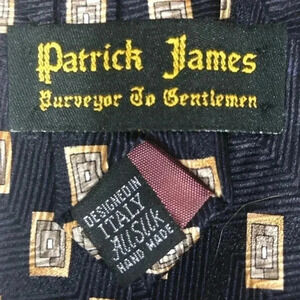 Patrick James
Purveyor To Gentlemen
DESIGNED IN
ITALY
All Silk
HAND MADE